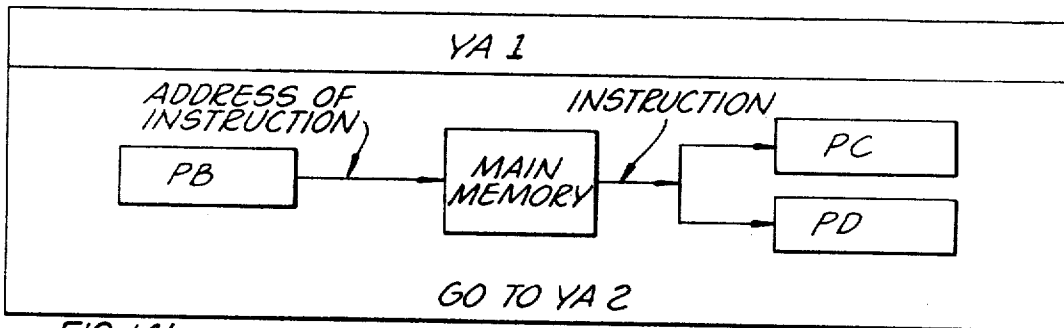 YA 1
ADDRESS OF
INSTRUCTION
INSTRUCTION
PB
MAIN
MEMORY
PC
PD
GO TO YA 2